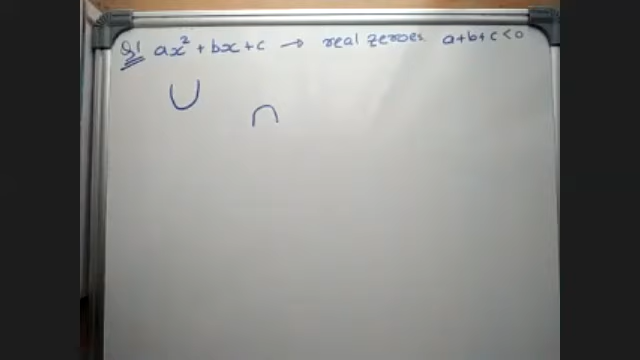 Q1 ax² + bx + c → real zeroes. a+b+c<0